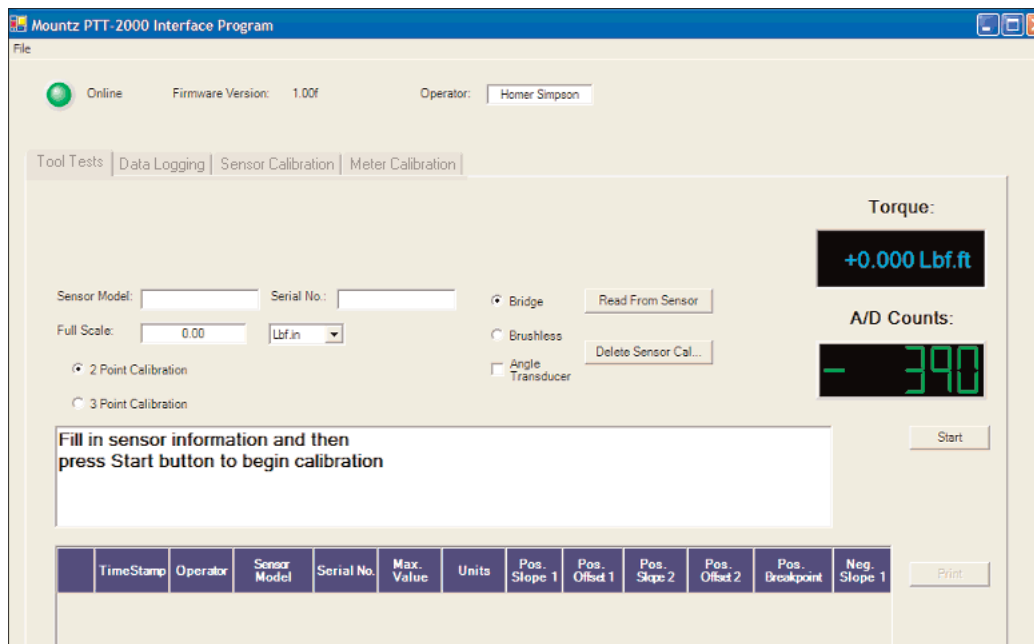 Mountz PTT-2000 Interface Program
File
Online Firmware Version: 1.00f Operator: Homer Simpson
Tool Tests Data Logging Sensor Calibration Meter Calibration
Torque:
+0.000 Lbf.ft
Sensor Model: Serial No.: Bridge Read From Sensor
A/D Counts:
Full Scale: 0.00 Lbf.in Brushless
Delete Sensor Cal...
2 Point Calibration Angle Transducer
- 390
3 Point Calibration
Fill in sensor information and then
press Start button to begin calibration
Start
TimeStamp Operator Sensor Model Serial No. Max. Value Units Pos. Slope 1 Pos. Offset 1 Pos. Slope 2 Pos. Offset 2 Pos. Breakpoint Neg. Slope 1
Print